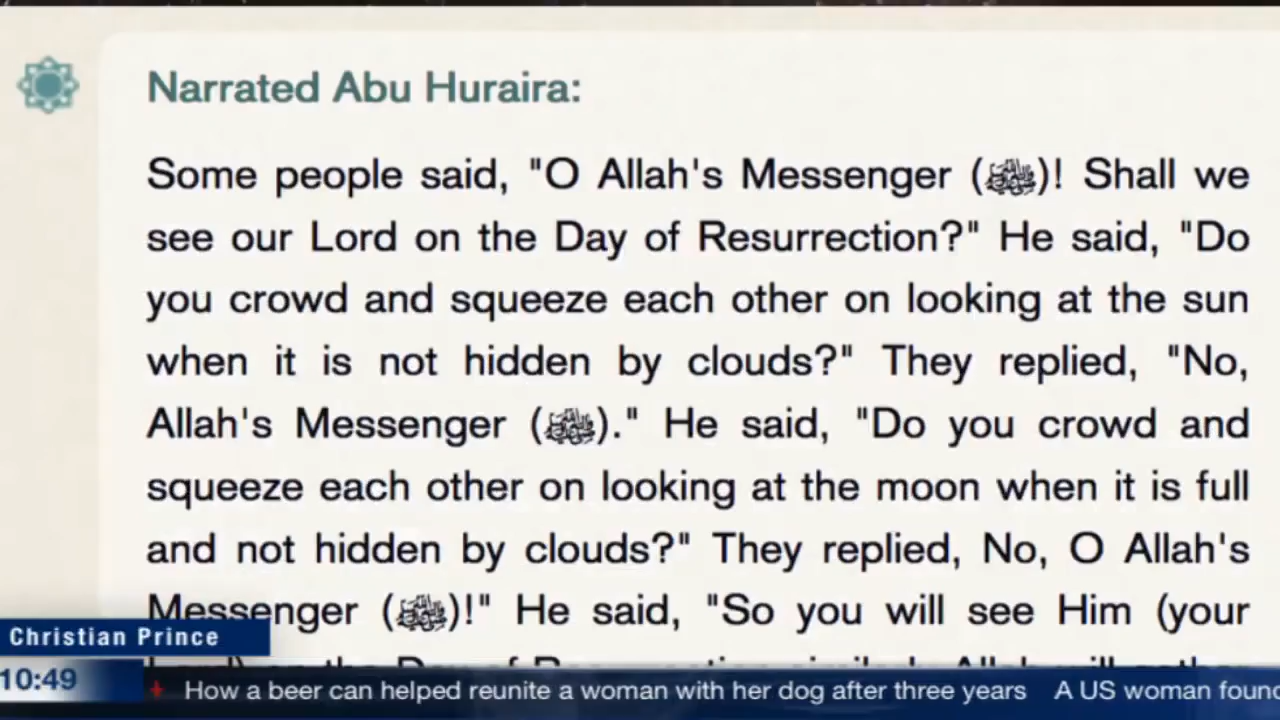 Narrated Abu Huraira:
Some people said, "O Allah's Messenger (ﷺ)! Shall we
see our Lord on the Day of Resurrection?" He said, "Do
you crowd and squeeze each other on looking at the sun
when it is not hidden by clouds?" They replied, "No,
Allah's Messenger (ﷺ)." He said, "Do you crowd and
squeeze each other on looking at the moon when it is full
and not hidden by clouds?" They replied, No, O Allah's
Messenger (ﷺ)!" He said, "So you will see Him (your
Christian Prince
10:49
How a beer can helped reunite a woman with her dog after three years A US woman found